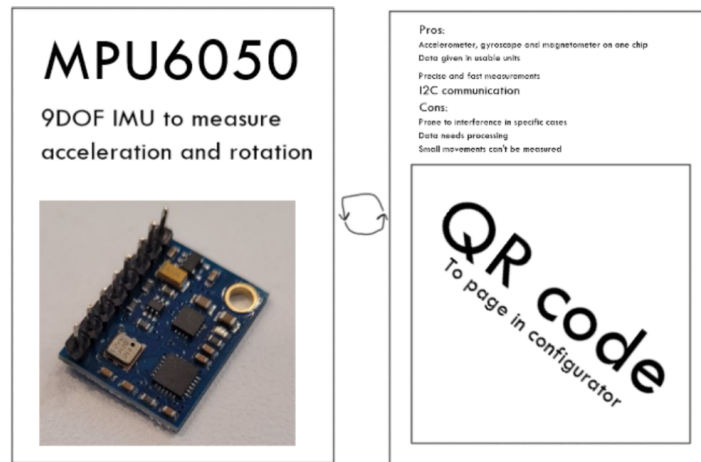 MPU6050
9DOF IMU to measure
acceleration and rotation
Pros:
Accelerometer, gyroscope and magnetometer on one chip
Data given in usable units
Precise and fast measurements
I2C communication
Cons:
Prone to interference in specific cases
Data needs processing
Small movements can't be measured
QR code
To page in configurator